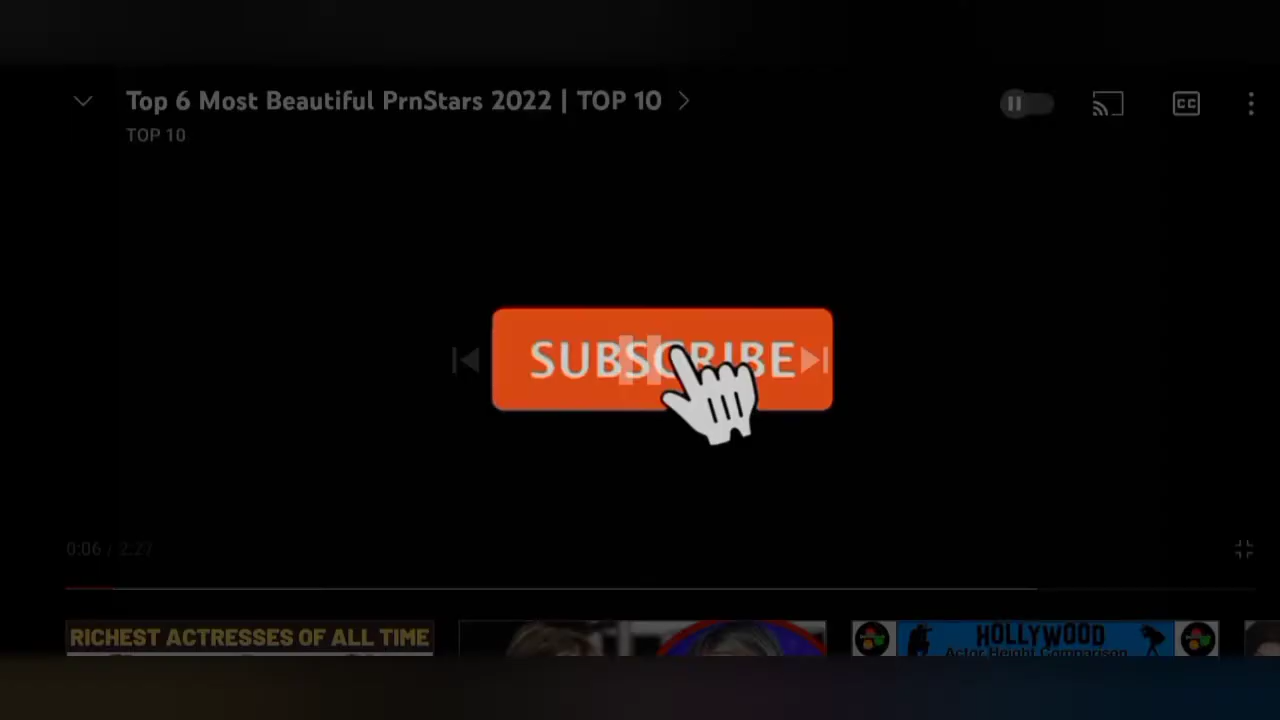 Top 6 Most Beautiful PrnStars 2022 | TOP 10
TOP 10
CC
SUBSCRIBE
0:06 / 2:27
RICHEST ACTRESSES OF ALL TIME
HOLLYWOOD
Actor Height Comparison